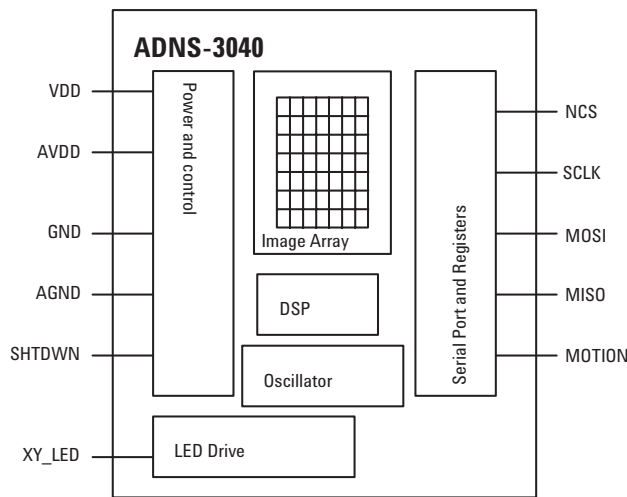 ADNS-3040
VDD
AVDD
GND
AGND
SHTDWN
XY_LED
Power and control
Image Array
DSP
Oscillator
LED Drive
Serial Port and Registers
NCS
SCLK
MOSI
MISO
MOTION